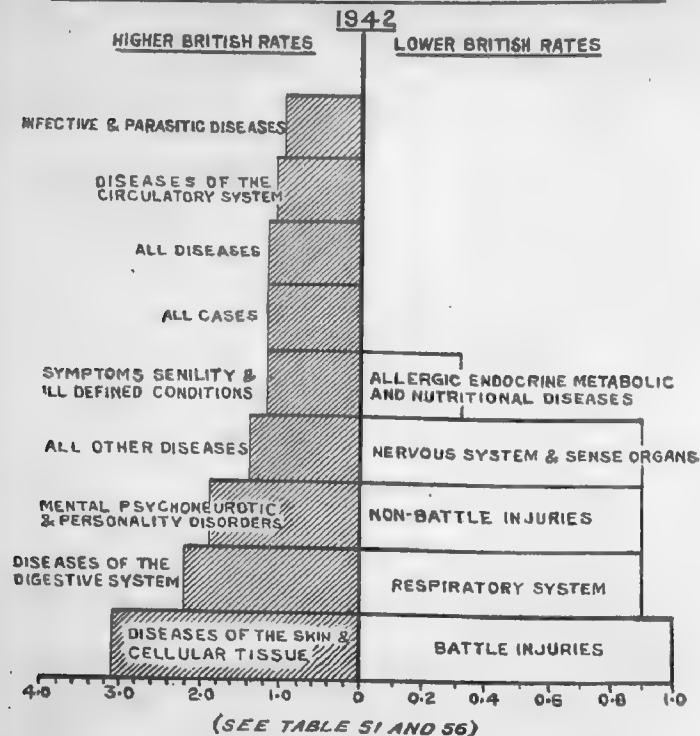 1942
HIGHER BRITISH RATES
LOWER BRITISH RATES
INFECTIVE & PARASITIC DISEASES
DISEASES OF THE
CIRCULATORY SYSTEM
ALL DISEASES
ALL CASES
SYMPTOMS SENILITY &
ILL DEFINED CONDITIONS
ALLERGIC ENDOCRINE METABOLIC
AND NUTRITIONAL DISEASES
ALL OTHER DISEASES
NERVOUS SYSTEM & SENSE ORGANS
MENTAL PSYCHONEUROTIC
& PERSONALITY DISORDERS
NON-BATTLE INJURIES
DISEASES OF THE
DIGESTIVE SYSTEM
RESPIRATORY SYSTEM
DISEASES OF THE SKIN &
CELLULAR TISSUE
BATTLE INJURIES
4.0 3.0 2.0 1.0 0 0.2 0.4 0.6 0.8 1.0
(SEE TABLE 51 AND 56)